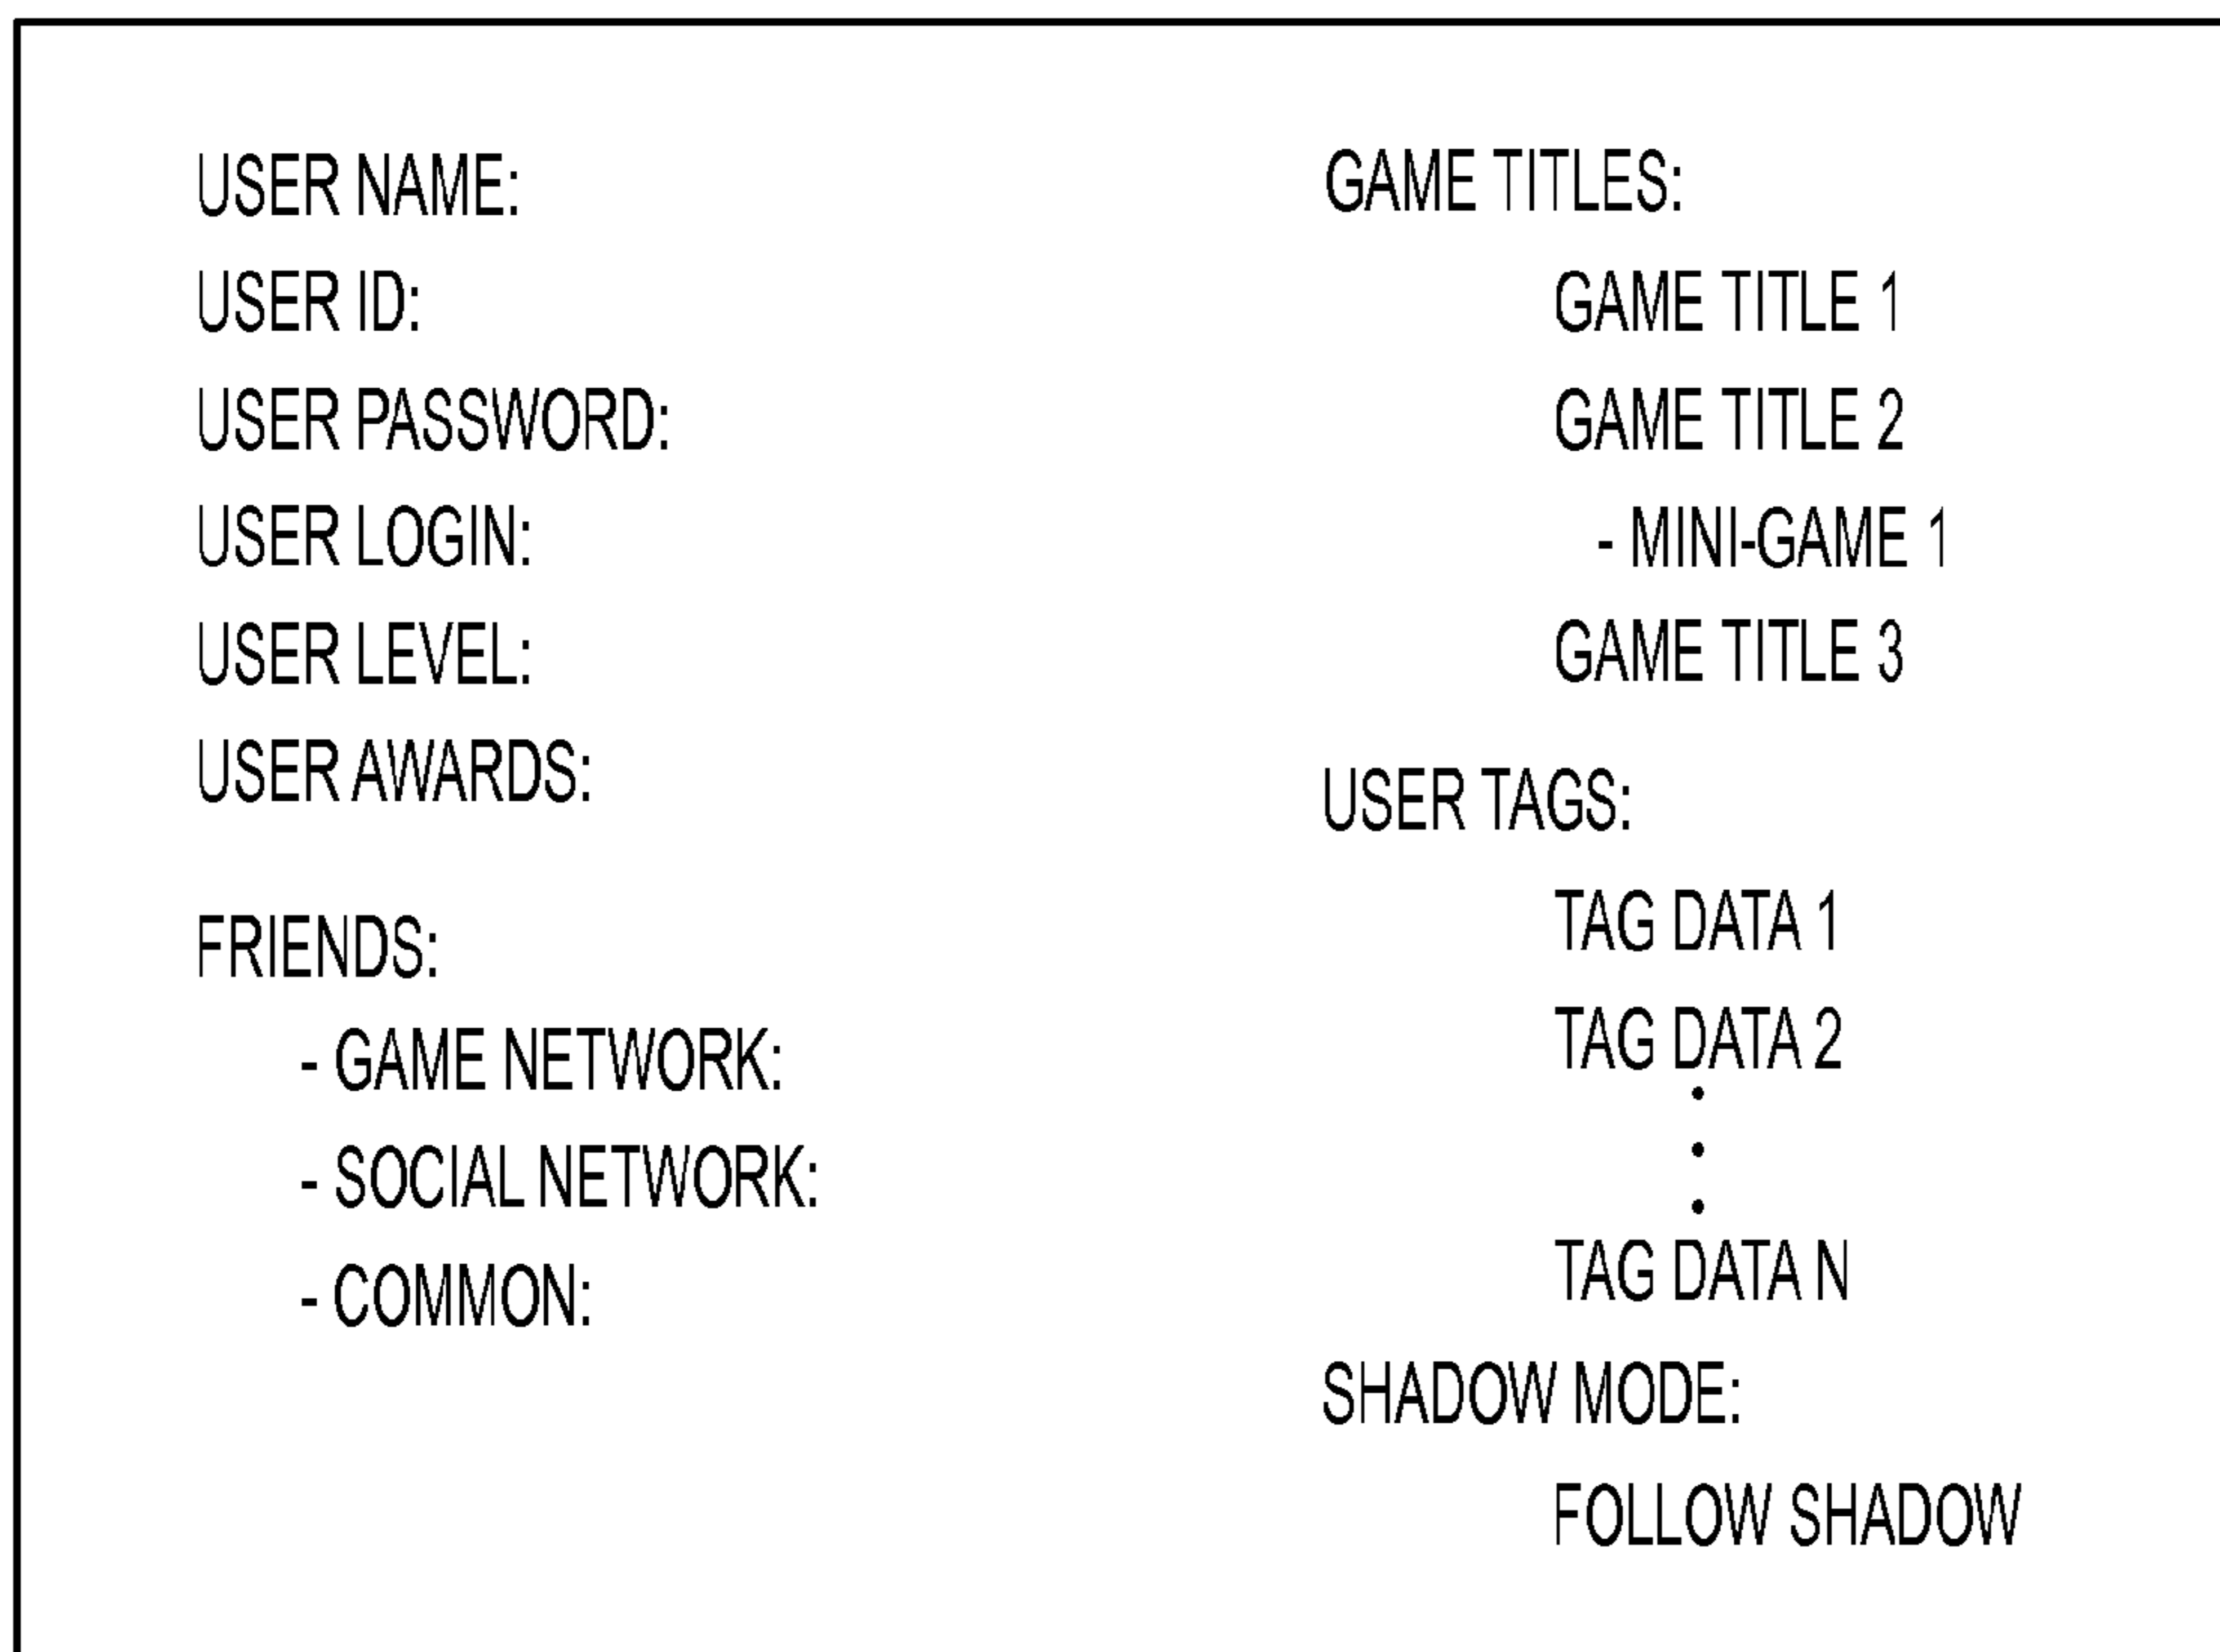 USER NAME:
USER ID:
USER PASSWORD:
USER LOGIN:
USER LEVEL:
USER AWARDS:
FRIENDS:
- GAME NETWORK:
- SOCIAL NETWORK:
- COMMON:
GAME TITLES:
GAME TITLE 1
GAME TITLE 2
- MINI-GAME 1
GAME TITLE 3
USER TAGS:
TAG DATA 1
TAG DATA 2
TAG DATA N
SHADOW MODE:
FOLLOW SHADOW